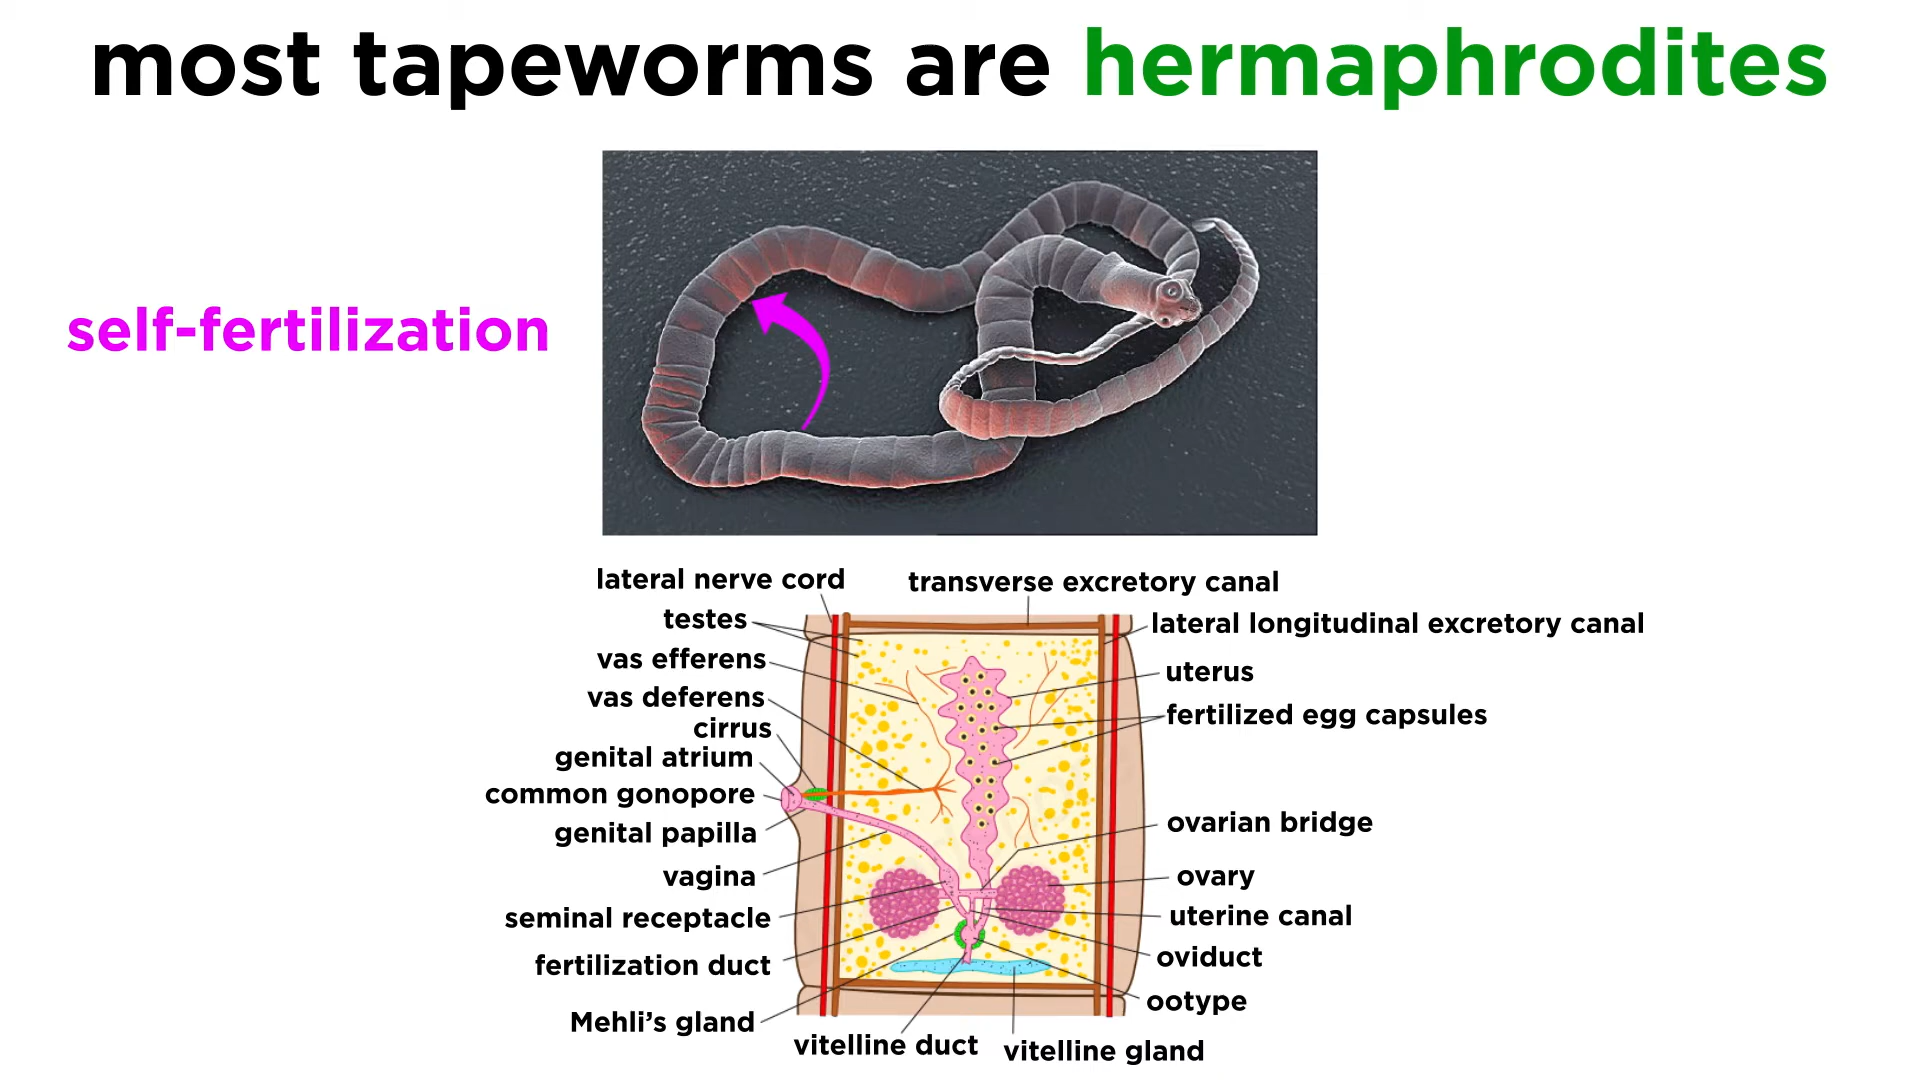 most tapeworms are hermaphrodites
self-fertilization
lateral nerve cord
transverse excretory canal
testes
lateral longitudinal excretory canal
vas efferens
uterus
vas deferens
fertilized egg capsules
cirrus
genital atrium
common gonopore
ovarian bridge
genital papilla
vagina
ovary
seminal receptacle
uterine canal
fertilization duct
oviduct
ootype
Mehli's gland
vitelline duct
vitelline gland